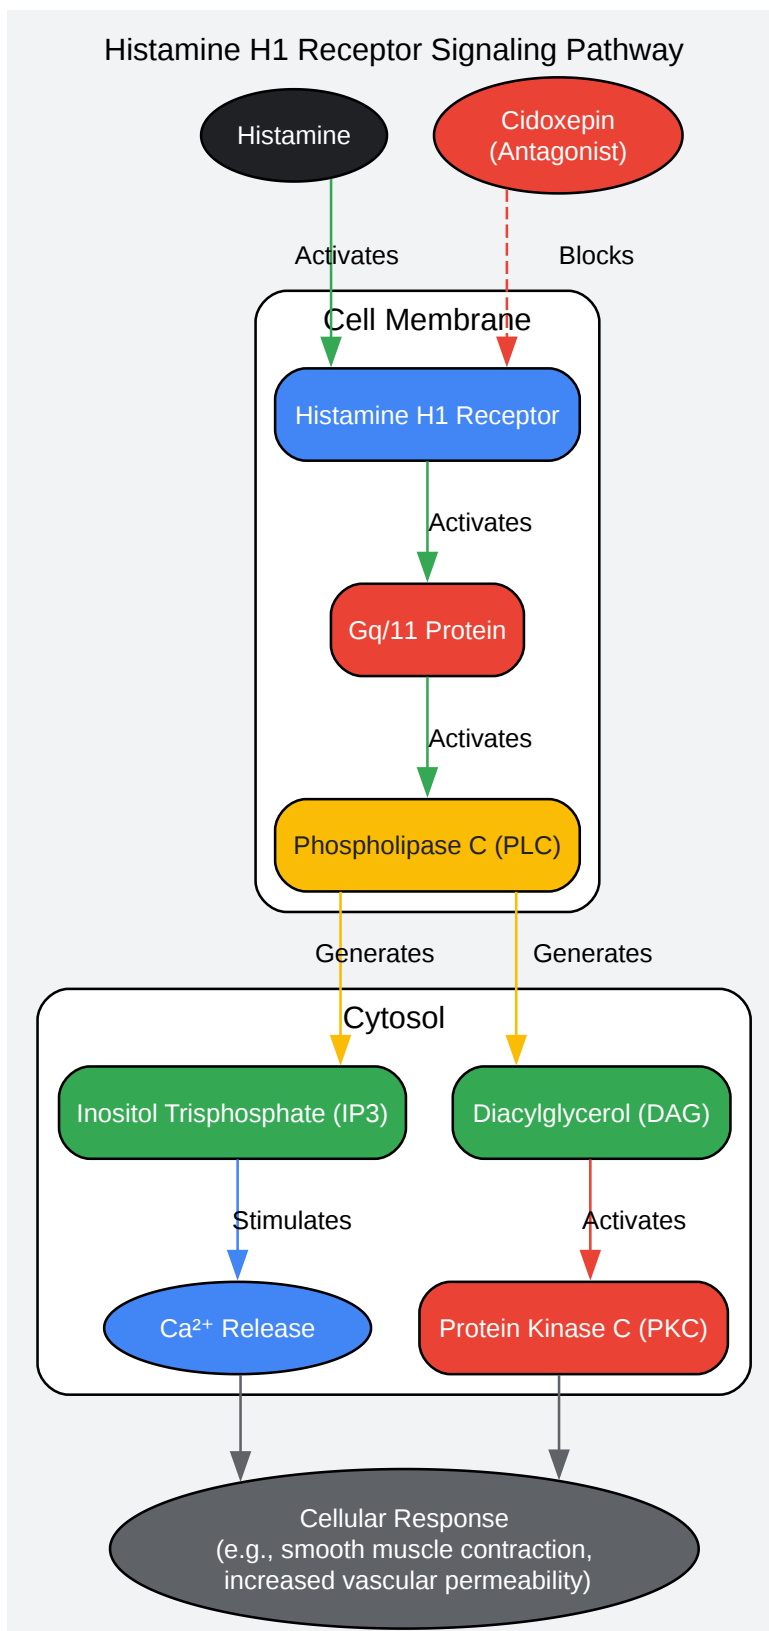 Histamine H1 Receptor Signaling Pathway
Histamine
Cidoxepin
(Antagonist)
Activates
Blocks
Cell Membrane
Histamine H1 Receptor
Activates
Gq/11 Protein
Activates
Phospholipase C (PLC)
Generates
Generates
Cytosol
Inositol Trisphosphate (IP3)
Diacylglycerol (DAG)
Stimulates
Activates
Ca²⁺ Release
Protein Kinase C (PKC)
Cellular Response
(e.g., smooth muscle contraction,
increased vascular permeability)